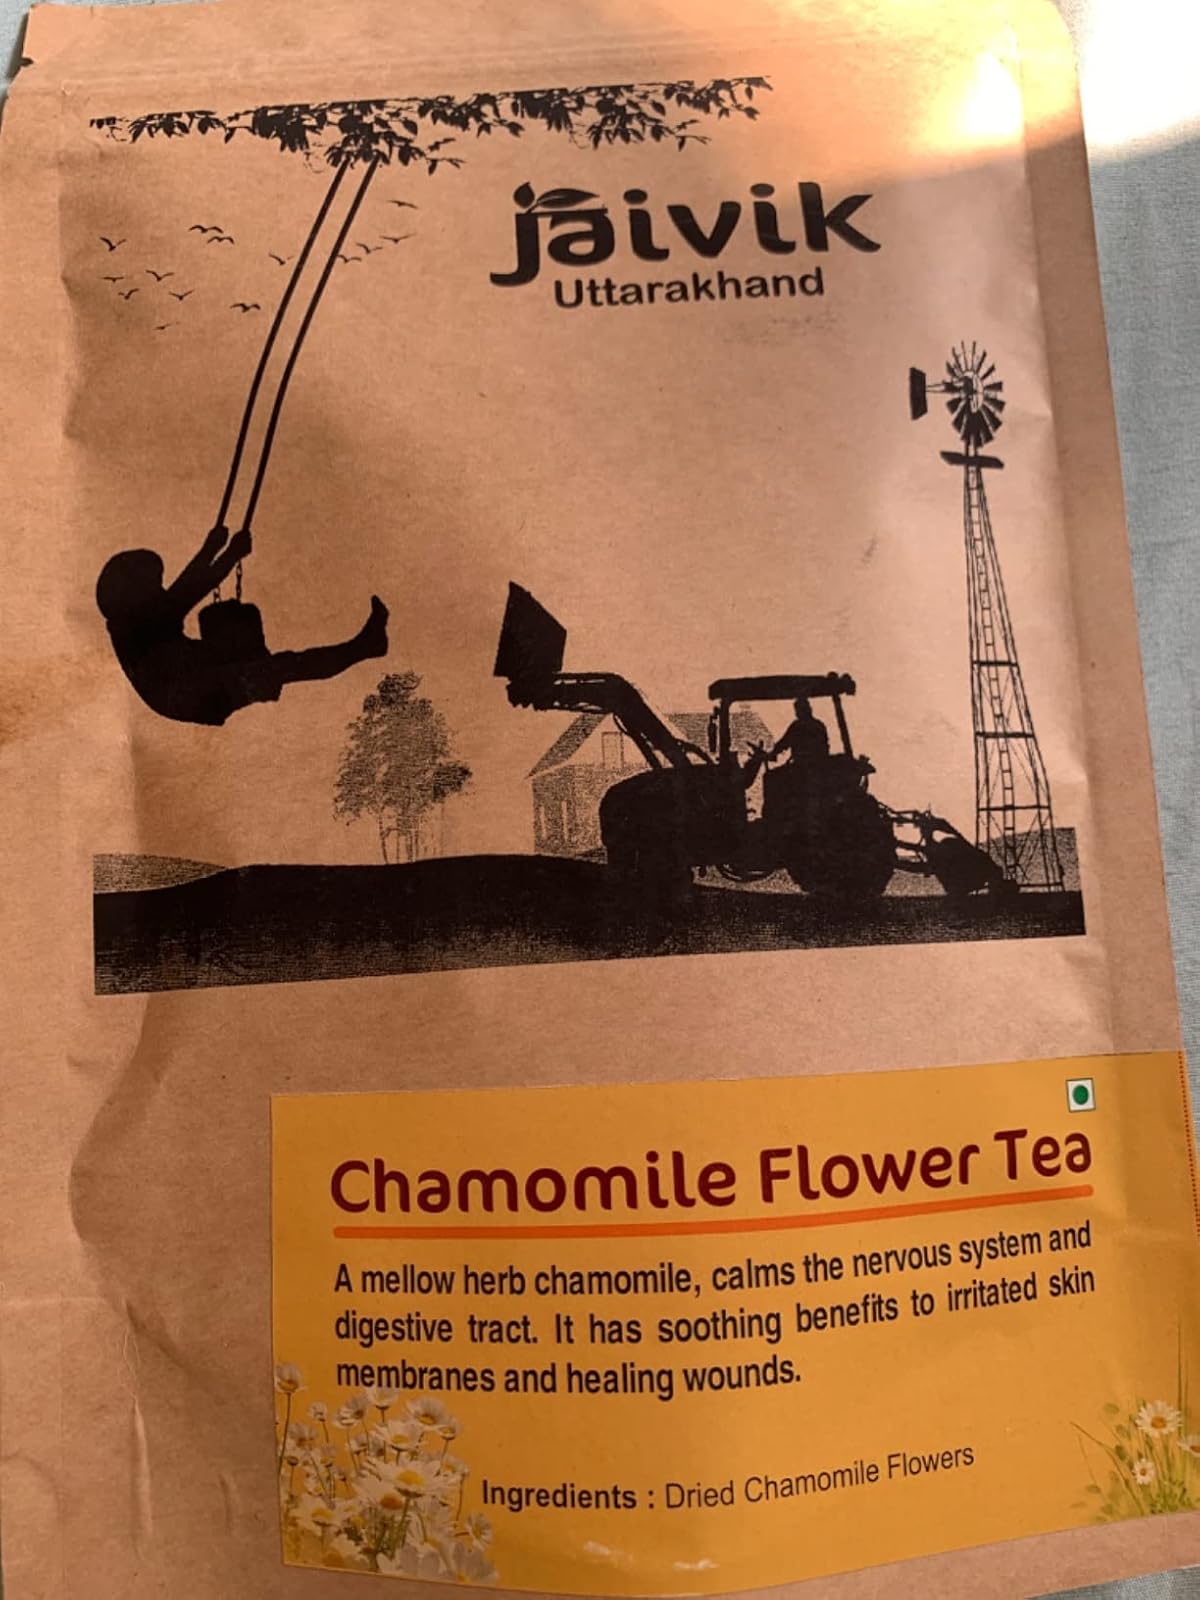 jaivik
Uttarakhand
Chamomile Flower Tea
A mellow herb chamomile, calms the nervous system and
digestive tract. It has soothing benefits to irritated skin
membranes and healing wounds.
Ingredients : Dried Chamomile Flowers